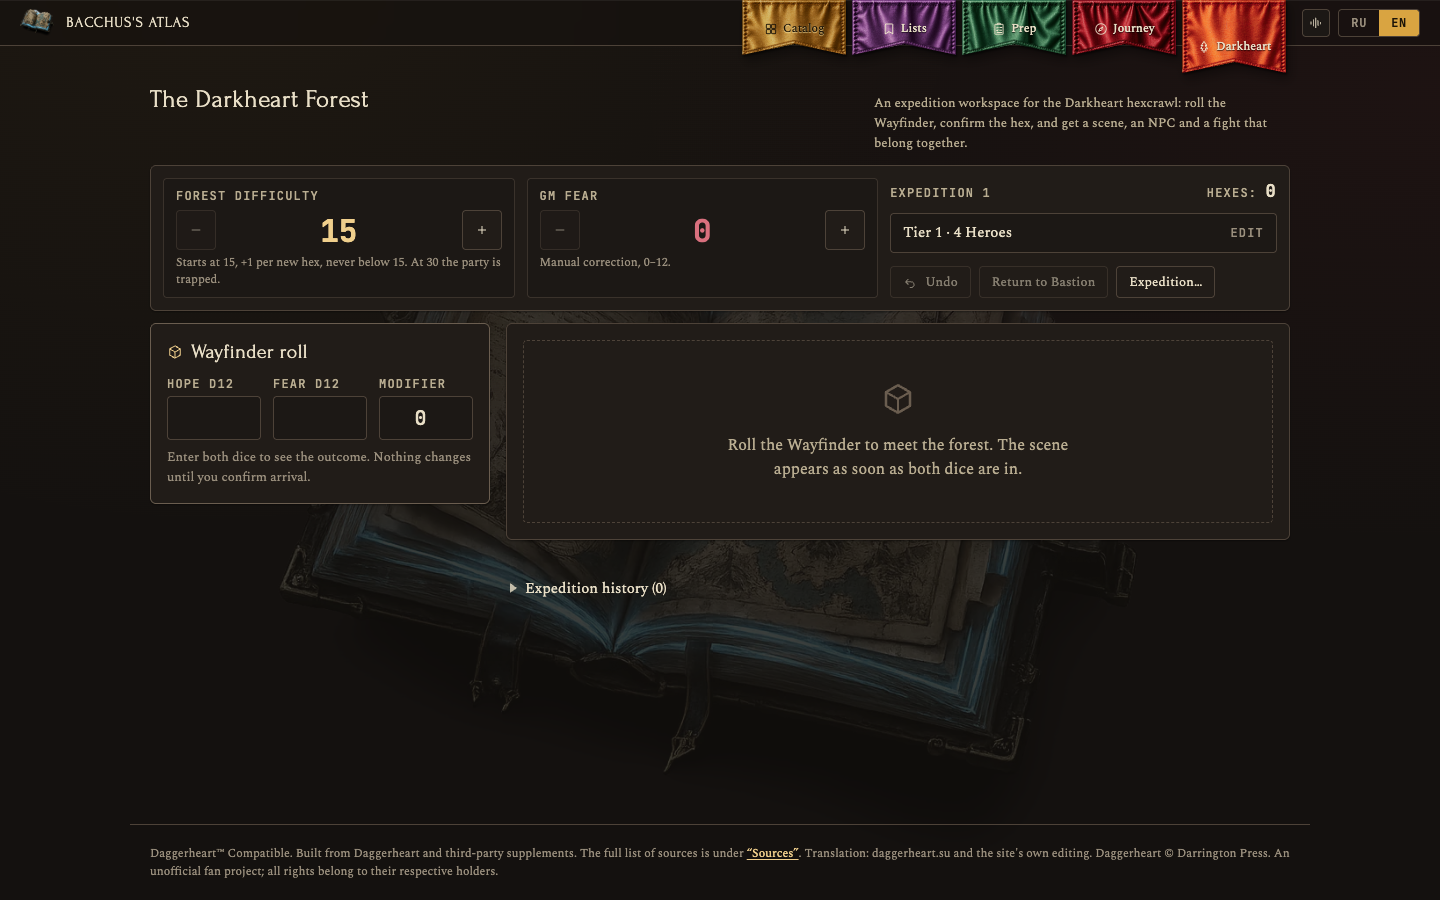 BACCHUS'S ATLAS
Catalog
Lists
Prep
Journey
Darkheart
RU
EN
The Darkheart Forest
An expedition workspace for the Darkheart hexcrawl: roll the
Wayfinder, confirm the hex, and get a scene, an NPC and a fight that
belong together.
FOREST DIFFICULTY
−
15
+
Starts at 15, +1 per new hex, never below 15. At 30 the party is
trapped.
GM FEAR
−
0
+
Manual correction, 0–12.
EXPEDITION 1
HEXES: 0
Tier 1 · 4 Heroes
EDIT
Undo
Return to Bastion
Expedition…
Wayfinder roll
HOPE D12
FEAR D12
MODIFIER
0
Enter both dice to see the outcome. Nothing changes
until you confirm arrival.
Roll the Wayfinder to meet the forest. The scene
appears as soon as both dice are in.
Expedition history (0)
Daggerheart™ Compatible. Built from Daggerheart and third-party supplements. The full list of sources is under “Sources”. Translation: daggerheart.su and the site's own editing. Daggerheart © Darrington Press. An
unofficial fan project; all rights belong to their respective holders.